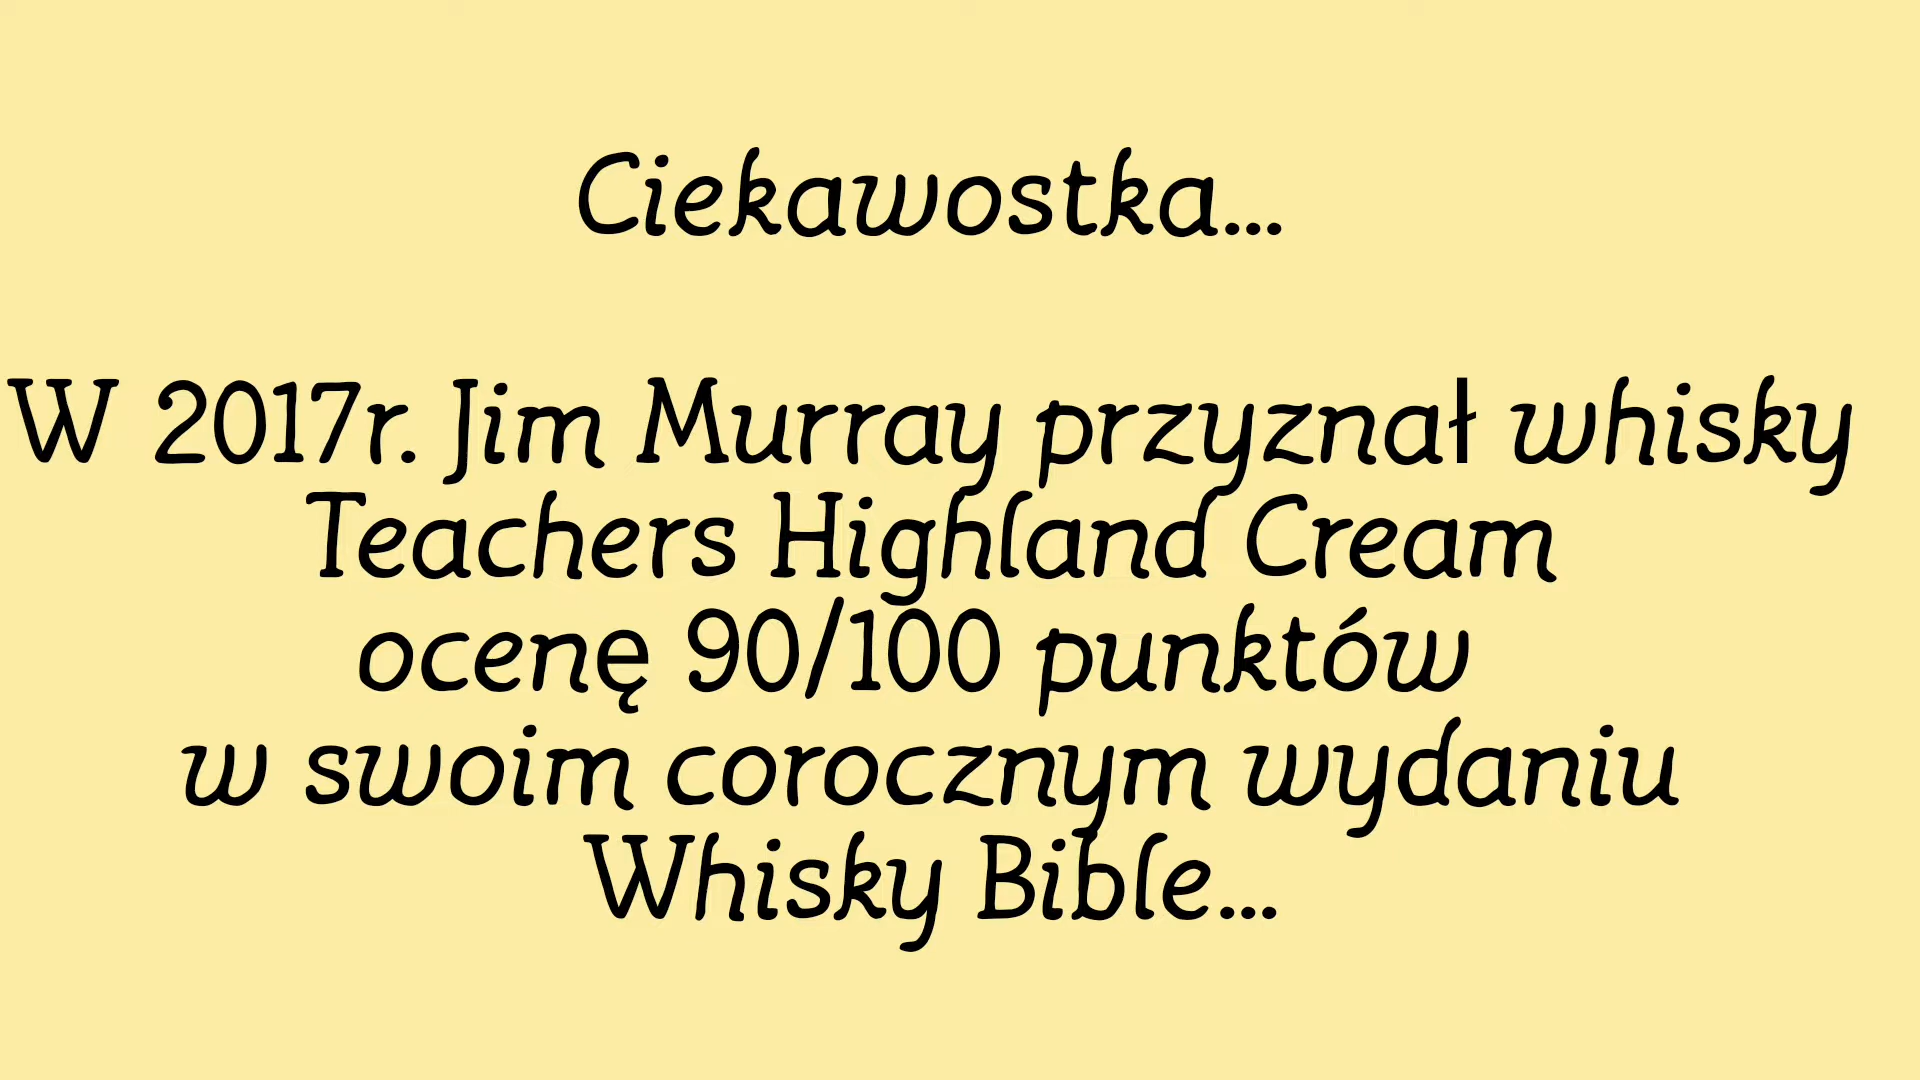 Ciekawostka...
W 2017r. Jim Murray przyznał whisky
Teachers Highland Cream
ocenę 90/100 punktów
w swoim corocznym wydaniu
Whisky Bible...